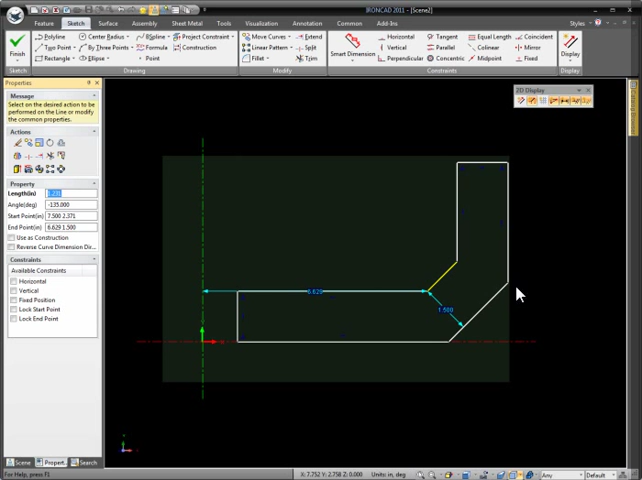 IRONCAD 2011 - [Scene2]
Feature Sketch Shape Surface Assembly Sheet Metal Tools Visualization Annotation Common Add-Ins Styles
Finish
Polyline Center Radius BSpline Project Constraint
Two Point By Three Points Formula Construction
Rectangle Ellipse Point
Move Curves Extend
Linear Pattern Split
Fillet Trim
Smart Dimension
Horizontal Tangent Equal Length Coincident
Vertical Parallel Colinear Mirror
Perpendicular Concentric Midpoint Fixed
Display
Sketch Drawing Modify Constraints Display
Properties
Message
Select on the desired action to be
performed on the Line or modify
the common properties.
Actions
Property
Length(in)
Angle(deg) -135.000
Start Point(in) 7.500 2.371
End Point(in) 6.629 1.500
Use as Construction
Reverse Curve Dimension Dir...
Constraints
Available Constraints
Horizontal
Vertical
Fixed Position
Lock Start Point
Lock End Point
2D Display
6.629
1.500
Scene Propert... Search
For Help, press F1
X: 7.752 Y: 2.758 Z: 0.000 Units: in, deg
Any Default